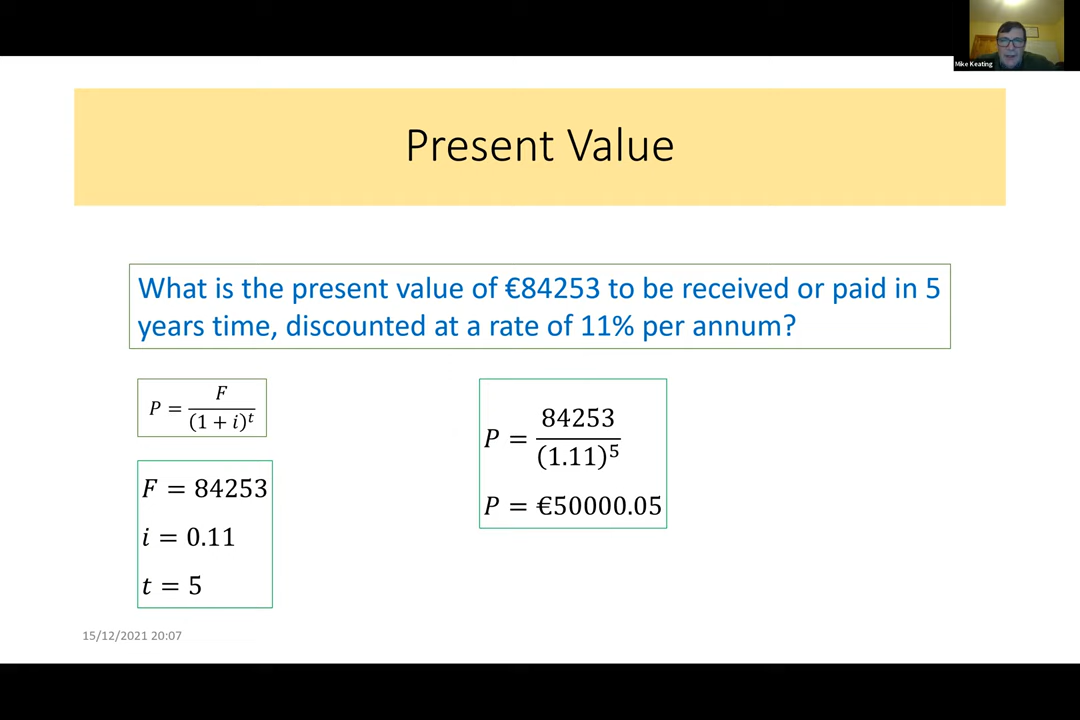 Mike Keating
Present Value
What is the present value of €84253 to be received or paid in 5
years time, discounted at a rate of 11% per annum?
P = F / (1 + i)^t
F = 84253
i = 0.11
t = 5
P = 84253 / (1.11)^5
P = €50000.05
15/12/2021 20:07